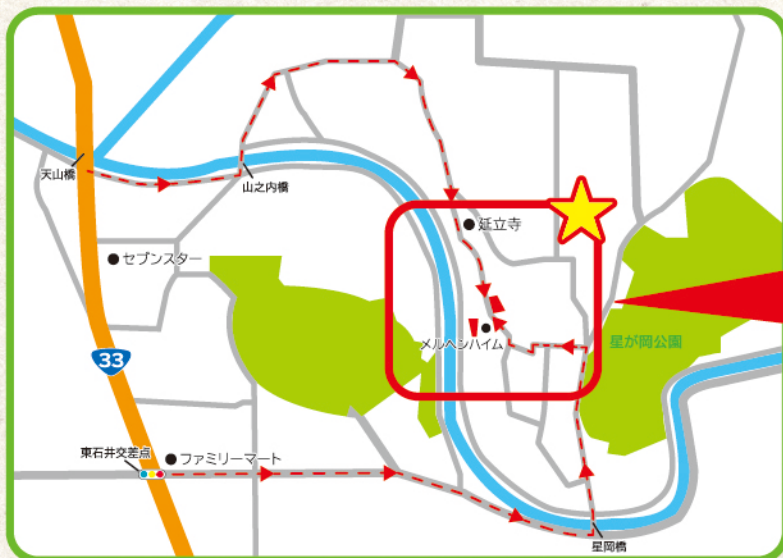 天山橋
山之内橋
延立寺
セブンスター
メルヘンハイム
星が岡公園
33
東石井交差点
ファミリーマート
星岡橋